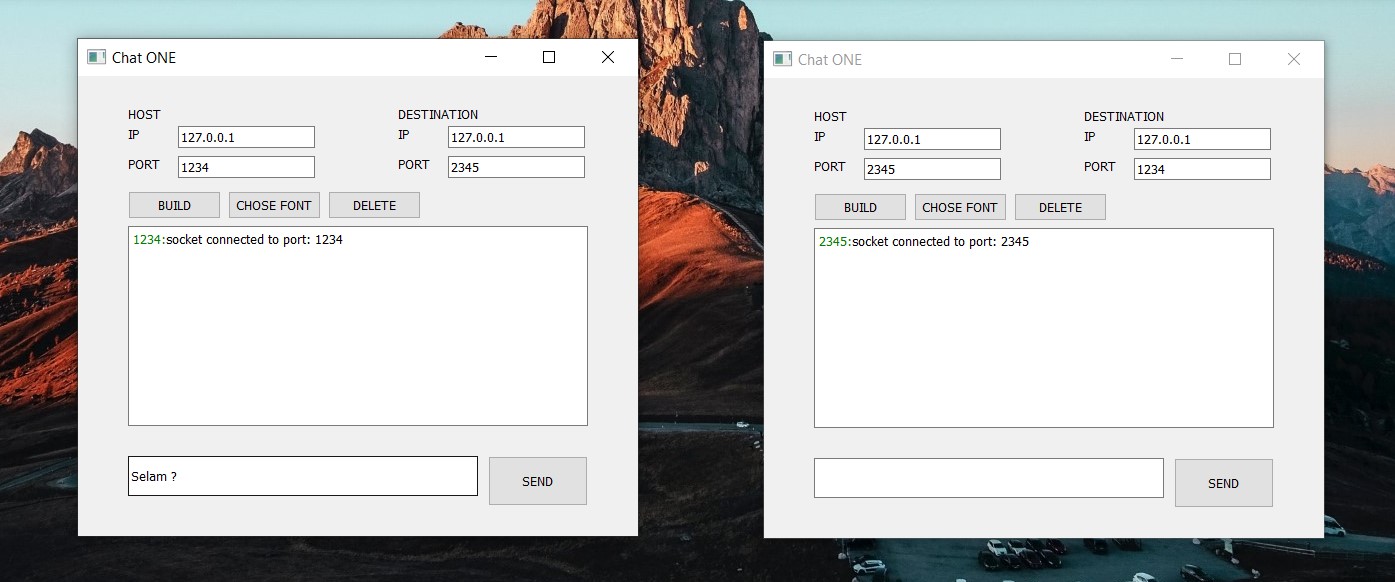 Chat ONE
HOST
DESTINATION
IP 127.0.0.1
IP 127.0.0.1
PORT 1234
PORT 2345
BUILD
CHOSE FONT
DELETE
1234:socket connected to port: 1234
Selam ?
SEND
Chat ONE
HOST
DESTINATION
IP 127.0.0.1
IP 127.0.0.1
PORT 2345
PORT 1234
BUILD
CHOSE FONT
DELETE
2345:socket connected to port: 2345
SEND